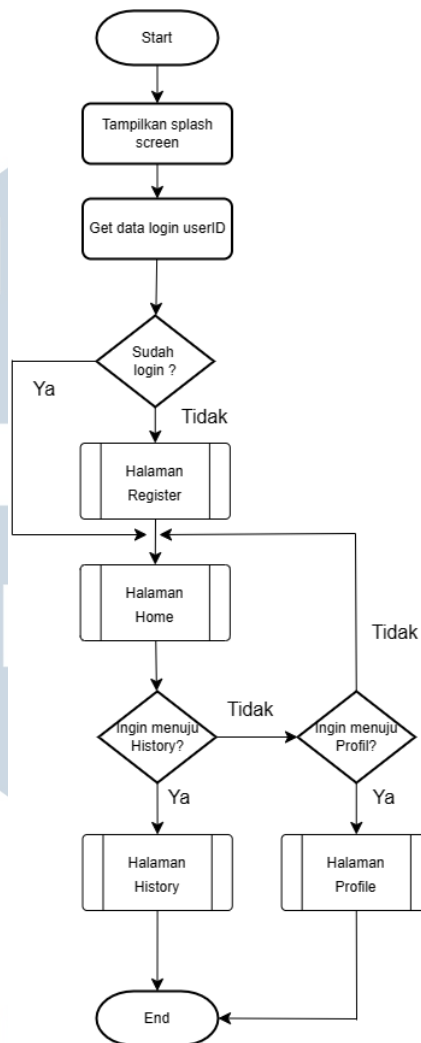 Start
Tampilkan splash
screen
Get data login userID
Sudah
login ?
Ya
Tidak
Halaman
Register
Halaman
Home
Tidak
Ingin menuju
History?
Tidak
Ingin menuju
Profil?
Ya
Ya
Halaman
History
Halaman
Profile
End